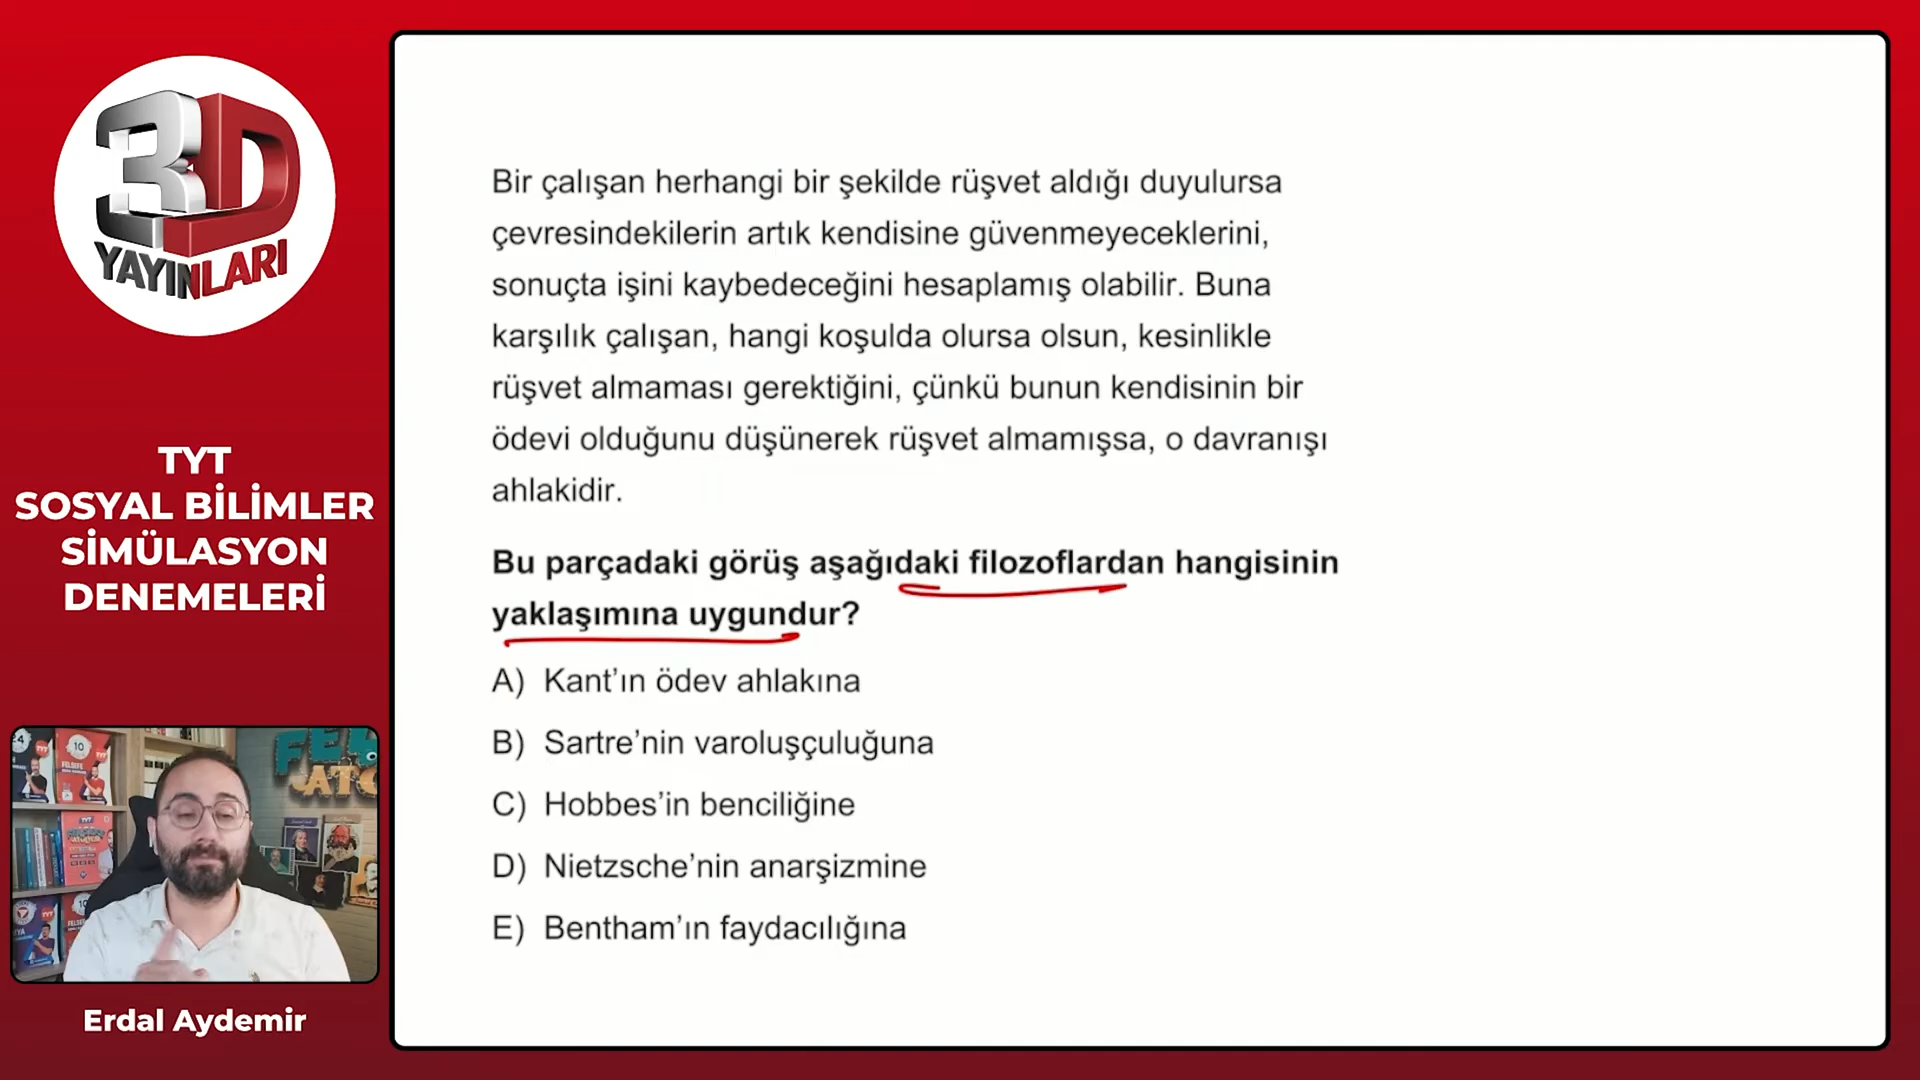 3D
YAYINLARI
TYT
SOSYAL BİLİMLER
SİMÜLASYON
DENEMELERİ
Erdal Aydemir
Bir çalışan herhangi bir şekilde rüşvet aldığı duyulursa
çevresindekilerin artık kendisine güvenmeyeceklerini,
sonuçta işini kaybedeceğini hesaplamış olabilir. Buna
karşılık çalışan, hangi koşulda olursa olsun, kesinlikle
rüşvet almaması gerektiğini, çünkü bunun kendisinin bir
ödevi olduğunu düşünerek rüşvet almamışsa, o davranışı
ahlakidir.
Bu parçadaki görüş aşağıdaki filozoflardan hangisinin
yaklaşımına uygundur?
A) Kant’ın ödev ahlakına
B) Sartre’nin varoluşçuluğuna
C) Hobbes’in benciliğine
D) Nietzsche’nin anarşizmine
E) Bentham’ın faydacılığına